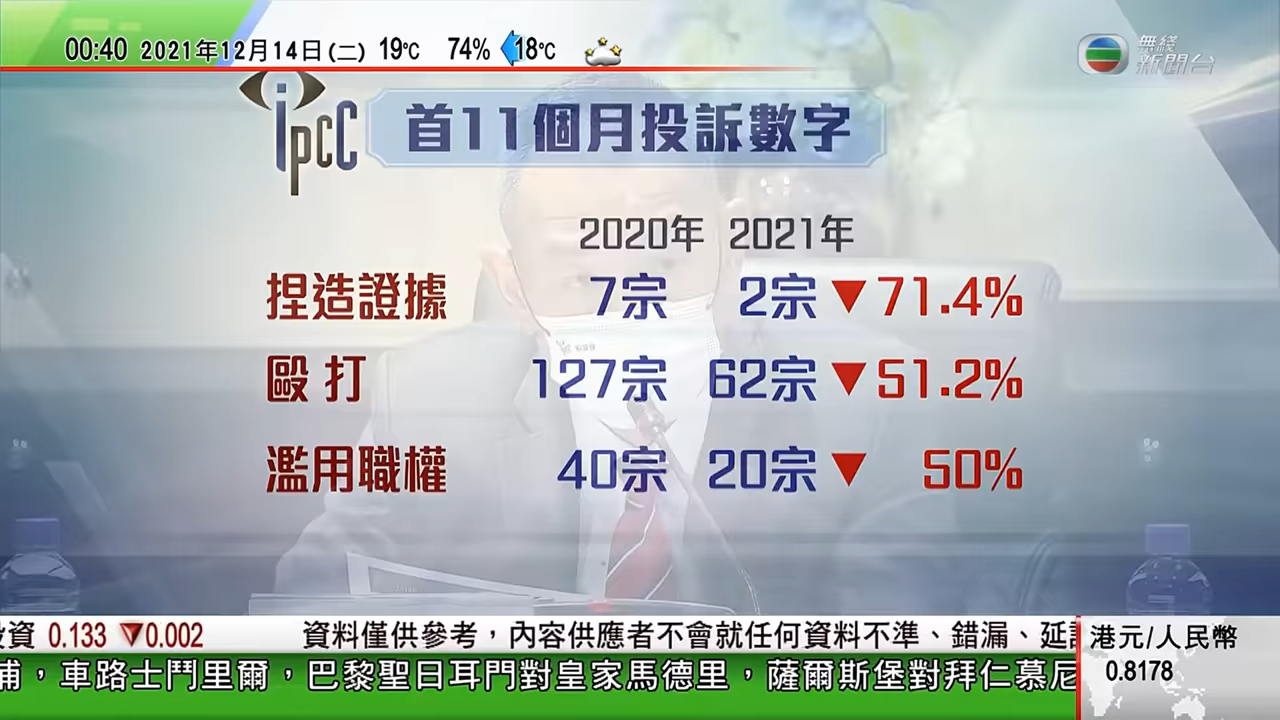 00:40 2021年12月14日(二) 19℃ 74% 18℃
無綫
新聞台
ipcc
首11個月投訴數字
2020年 2021年
捏造證據 7宗 2宗 ▼71.4%
毆打 127宗 62宗 ▼51.2%
濫用職權 40宗 20宗 ▼ 50%
資 0.133 ▼0.002 資料僅供參考，內容供應者不會就任何資料不準、錯漏、延
港元/人民幣
0.8178
，車路士鬥里爾，巴黎聖日耳門對皇家馬德里，薩爾斯堡對拜仁慕尼